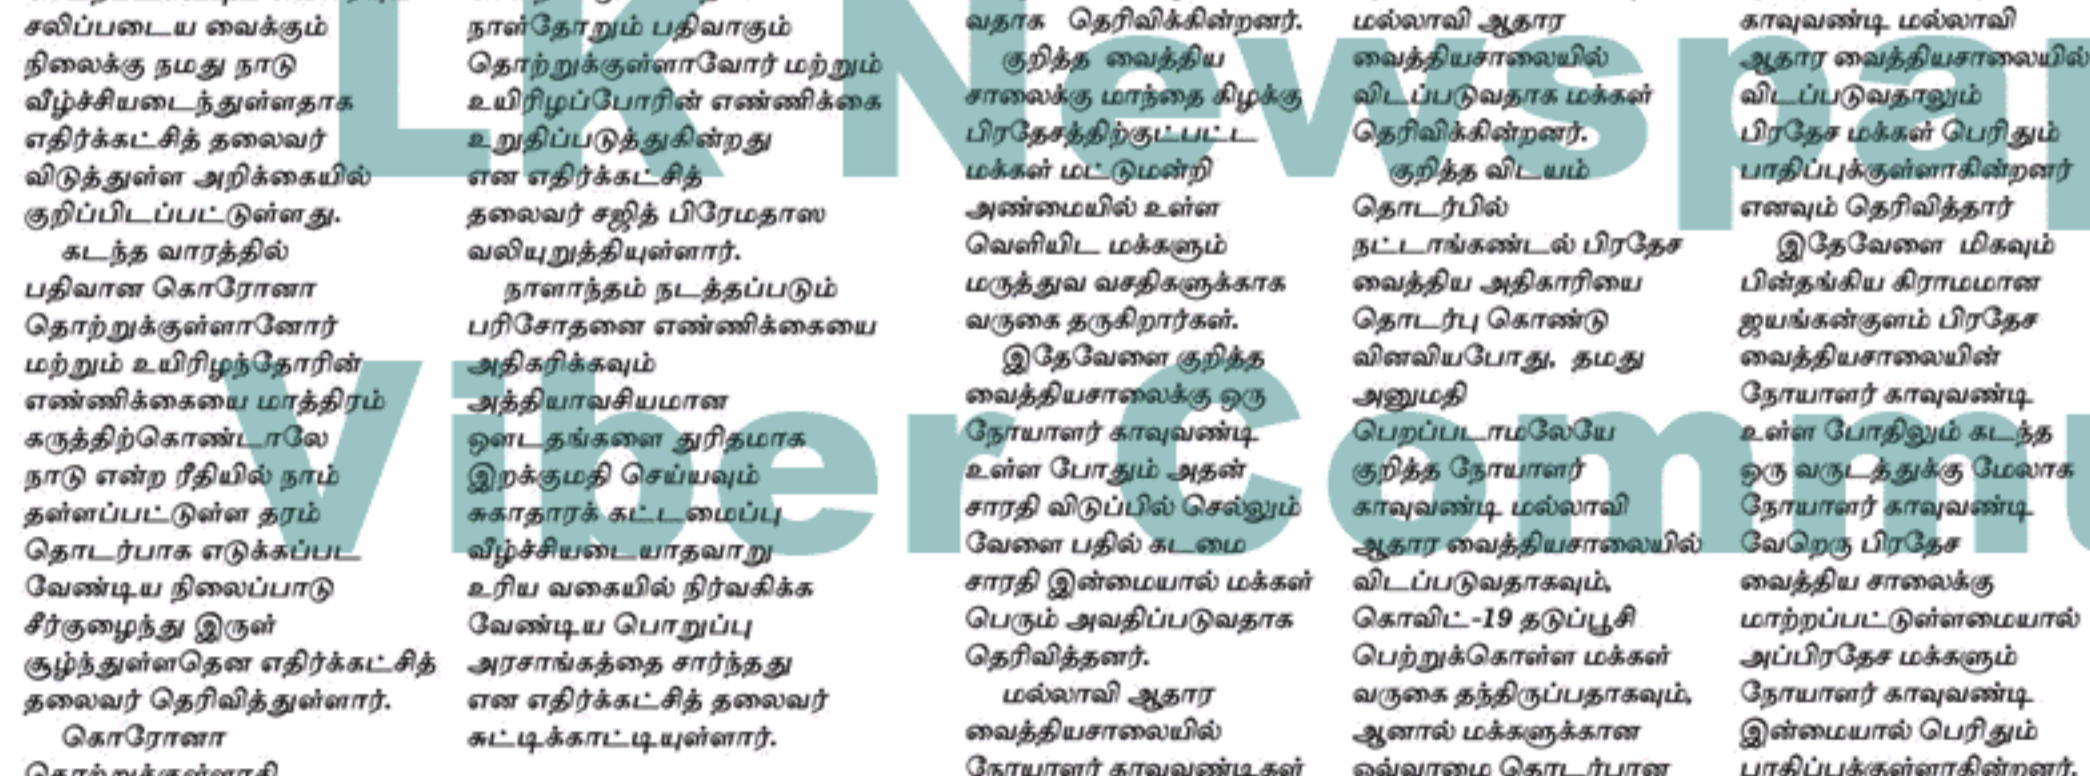 சலிப்படைய வைக்கும்
நிலைக்கு நமது நாடு
வீழ்ச்சியடைந்துள்ளதாக
எதிர்க்கட்சித் தலைவர்
விடுத்துள்ள அறிக்கையில்
குறிப்பிடப்பட்டுள்ளது.
கடந்த வாரத்தில்
பதிவான கொரோனா
தொற்றுக்குள்ளானோர்
மற்றும் உயிரிழந்தோரின்
எண்ணிக்கையை மாத்திரம்
கருத்திற்கொண்டாலே
நாடு என்ற ரீதியில் நாம்
தள்ளப்பட்டுள்ள தரம்
தொடர்பாக எடுக்கப்பட
வேண்டிய நிலைப்பாடு
சீர்குழைந்து இருள்
சூழ்ந்துள்ளதென எதிர்க்கட்சித்
தலைவர் தெரிவித்துள்ளார்.
கொரோனா
தொற்றுக்குள்ளாகி
நாள்தோறும் பதிவாகும்
தொற்றுக்குள்ளாவோர் மற்றும்
உயிரிழப்போரின் எண்ணிக்கை
உறுதிப்படுத்துகின்றது
என எதிர்க்கட்சித்
தலைவர் சஜித் பிரேமதாஸ
வலியுறுத்தியுள்ளார்.
நாளாந்தம் நடத்தப்படும்
பரிசோதனை எண்ணிக்கையை
அதிகரிக்கவும்
அத்தியாவசியமான
ஔடதங்களை துரிதமாக
இறக்குமதி செய்யவும்
சுகாதாரக் கட்டமைப்பு
வீழ்ச்சியடையாதவாறு
உரிய வகையில் நிர்வகிக்க
வேண்டிய பொறுப்பு
அரசாங்கத்தை சார்ந்தது
என எதிர்க்கட்சித் தலைவர்
சுட்டிக்காட்டியுள்ளார்.
வதாக தெரிவிக்கின்றனர்.
குறித்த வைத்திய
சாலைக்கு மாந்தை கிழக்கு
பிரதேசத்திற்குட்பட்ட
மக்கள் மட்டுமன்றி
அண்மையில் உள்ள
வெளியிட மக்களும்
மருத்துவ வசதிகளுக்காக
வருகை தருகிறார்கள்.
இதேவேளை குறித்த
வைத்தியசாலைக்கு ஒரு
நோயாளர் காவுவண்டி
உள்ள போதும் அதன்
சாரதி விடுப்பில் செல்லும்
வேளை பதில் கடமை
சாரதி இன்மையால் மக்கள்
பெரும் அவதிப்படுவதாக
தெரிவித்தனர்.
மல்லாவி ஆதார
வைத்தியசாலையில்
நோயாளர் காவுவண்டிகள்
மல்லாவி ஆதார
வைத்தியசாலையில்
விடப்படுவதாக மக்கள்
தெரிவிக்கின்றனர்.
குறித்த விடயம்
தொடர்பில்
நட்டாங்கண்டல் பிரதேச
வைத்திய அதிகாரியை
தொடர்பு கொண்டு
வினவியபோது, தமது
அனுமதி
பெறப்படாமலேயே
குறித்த நோயாளர்
காவுவண்டி மல்லாவி
ஆதார வைத்தியசாலையில்
விடப்படுவதாகவும்,
கொவிட்-19 தடுப்பூசி
பெற்றுக்கொள்ள மக்கள்
வருகை தந்திருப்பதாகவும்,
ஆனால் மக்களுக்கான
ஒவ்வாமை தொடர்பான
காவுவண்டி மல்லாவி
ஆதார வைத்தியசாலையில்
விடப்படுவதாலும்
பிரதேச மக்கள் பெரிதும்
பாதிப்புக்குள்ளாகின்றனர்
எனவும் தெரிவித்தார்
இதேவேளை மிகவும்
பின்தங்கிய கிராமமான
ஐயங்கன்குளம் பிரதேச
வைத்தியசாலையின்
நோயாளர் காவுவண்டி
உள்ள போதிலும் கடந்த
ஒரு வருடத்துக்கு மேலாக
நோயாளர் காவுவண்டி
வேறெரு பிரதேச
வைத்திய சாலைக்கு
மாற்றப்பட்டுள்ளமையால்
அப்பிரதேச மக்களும்
நோயாளர் காவுவண்டி
இன்மையால் பெரிதும்
பாதிப்புக்குள்ளாகின்றனர்.
LK Newspap
Viber Commu